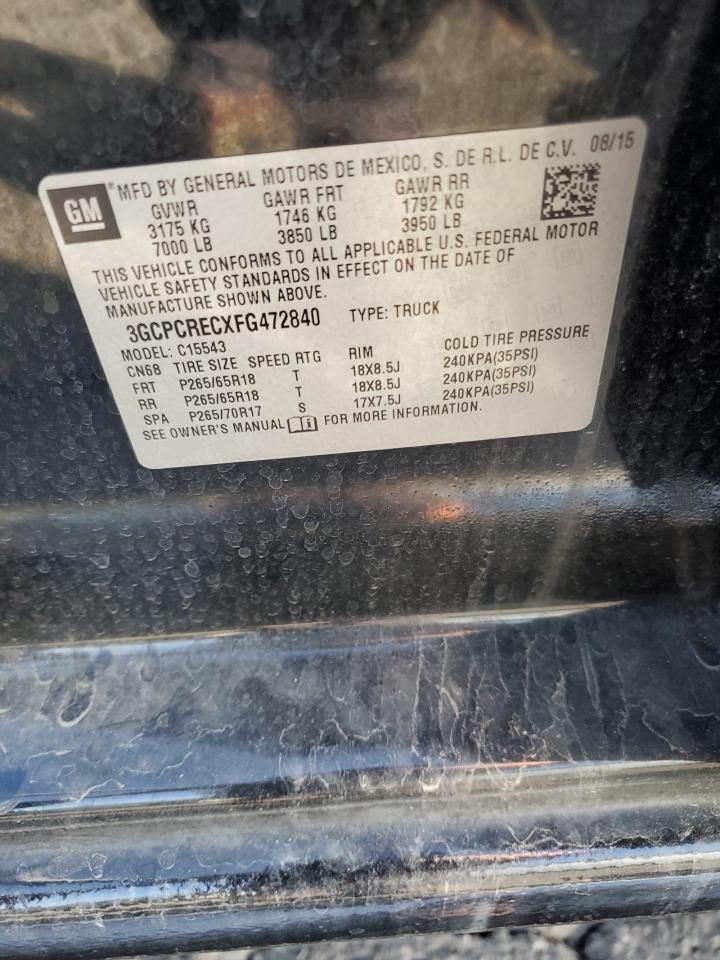 GM ® MFD BY GENERAL MOTORS DE MEXICO, S. DE R.L. DE C.V. 08/15
GVWR GAWR FRT GAWR RR
3175 KG 1746 KG 1792 KG
7000 LB 3850 LB 3950 LB
THIS VEHICLE CONFORMS TO ALL APPLICABLE U.S. FEDERAL MOTOR
VEHICLE SAFETY STANDARDS IN EFFECT ON THE DATE OF
MANUFACTURE SHOWN ABOVE.
3GCPCRECXFG472840 TYPE: TRUCK
MODEL: C15543
CN68 TIRE SIZE SPEED RTG RIM COLD TIRE PRESSURE
FRT P265/65R18 T 18X8.5J 240KPA(35PSI)
RR P265/65R18 T 18X8.5J 240KPA(35PSI)
SPA P265/70R17 S 17X7.5J 240KPA(35PSI)
SEE OWNER'S MANUAL FOR MORE INFORMATION.